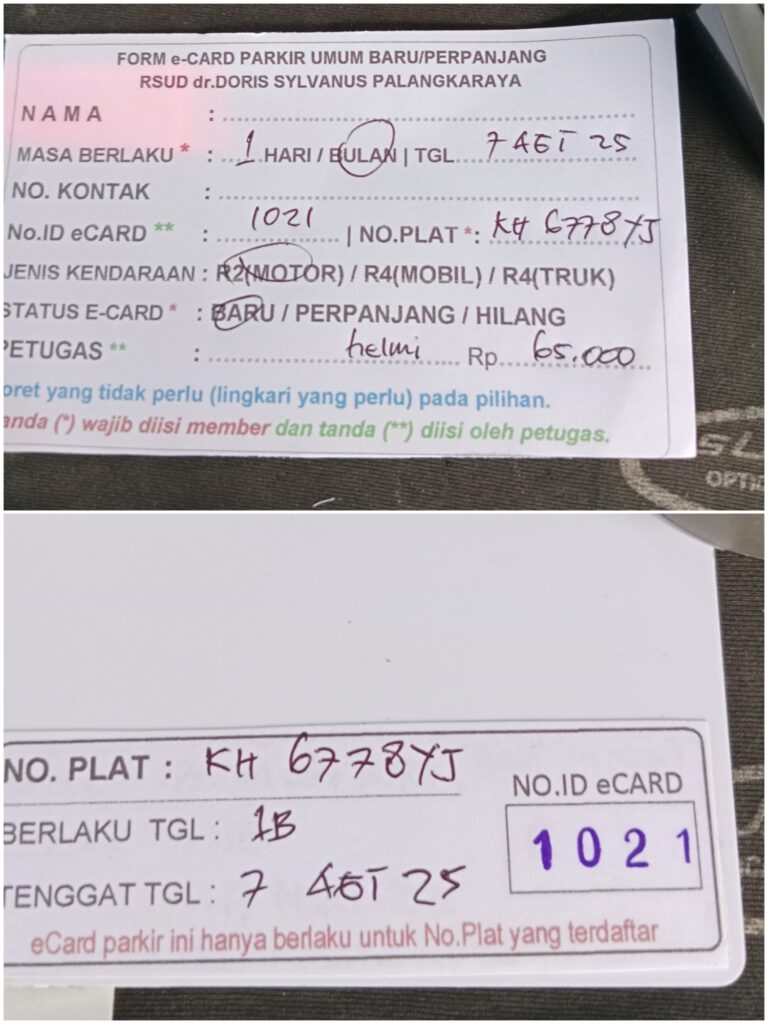 FORM e-CARD PARKIR UMUM BARU/PERPANJANG
RSUD dr.DORIS SYLVANUS PALANGKARAYA
NAMA :
MASA BERLAKU * : 1 HARI / BULAN | TGL. 7 AGT 25
NO. KONTAK :
No.ID eCARD ** : 1021 | NO.PLAT *: KH 6778YJ
JENIS KENDARAAN : R2(MOTOR) / R4(MOBIL) / R4(TRUK)
STATUS E-CARD * : BARU / PERPANJANG / HILANG
PETUGAS ** : helmi Rp. 65.000
oret yang tidak perlu (lingkari yang perlu) pada pilihan.
anda (*) wajib diisi member dan tanda (**) diisi oleh petugas.
NO. PLAT : KH 6778YJ
NO.ID eCARD
1021
BERLAKU TGL : 1B
TENGGAT TGL : 7 AGT 25
eCard parkir ini hanya berlaku untuk No.Plat yang terdaftar